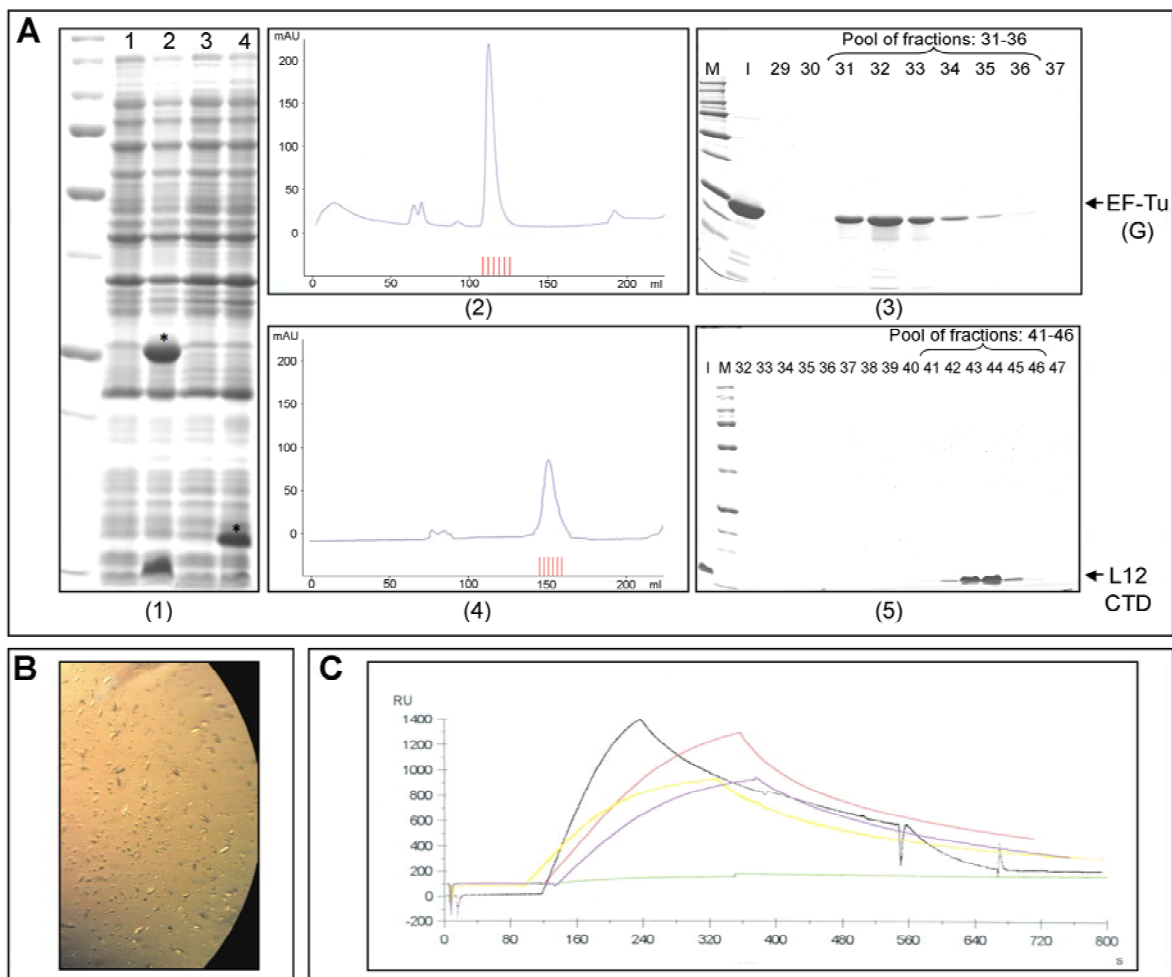 A
1 2 3 4
* *
(1)
mAU
200
150
100
50
0
0 50 100 150 200 ml
(2)
Pool of fractions: 31-36
M I 29 30 31 32 33 34 35 36 37
EF-Tu
(G)
(3)
mAU
200
150
100
50
0
0 50 100 150 200 ml
(4)
Pool of fractions: 41-46
I M 32 33 34 35 36 37 38 39 40 41 42 43 44 45 46 47
L12
CTD
(5)
B
C
RU
1400
1200
1000
800
600
400
200
0
-200
0 80 160 240 320 400 480 560 640 720 800
s